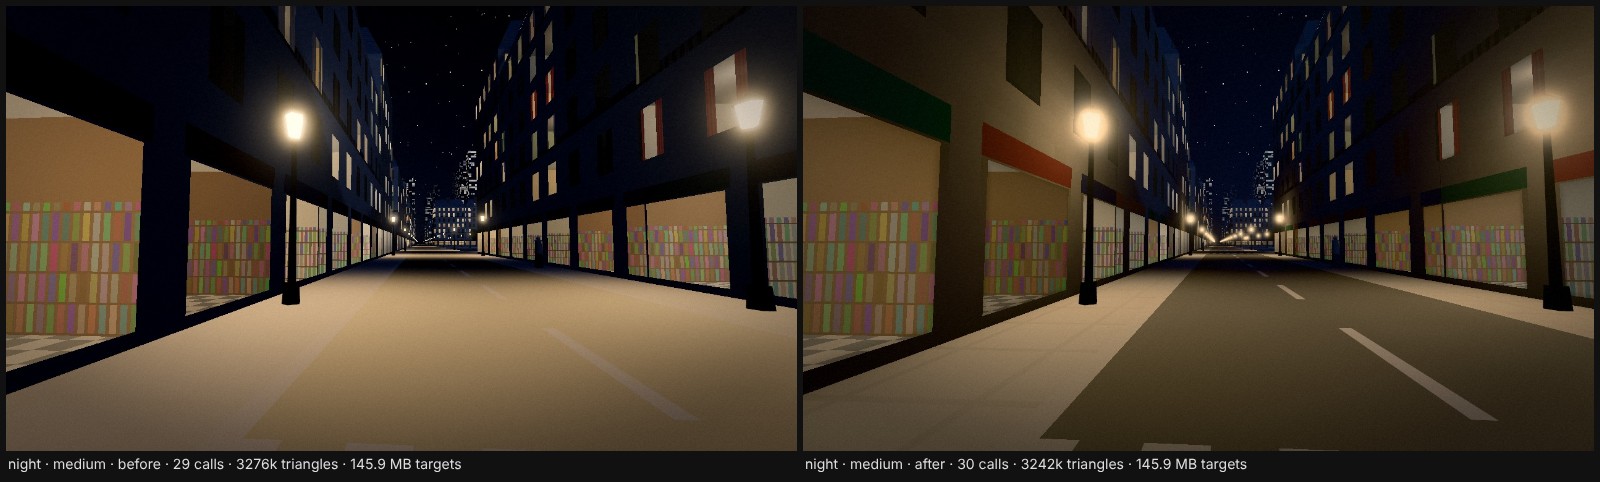 night · medium · before · 29 calls · 3276k triangles · 145.9 MB targets
night · medium · after · 30 calls · 3242k triangles · 145.9 MB targets